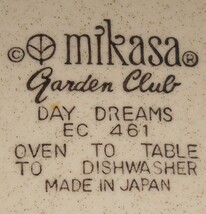 © mikasa®
Garden Club
DAY DREAMS
EC 461
OVEN TO TABLE
TO DISHWASHER
MADE IN JAPAN